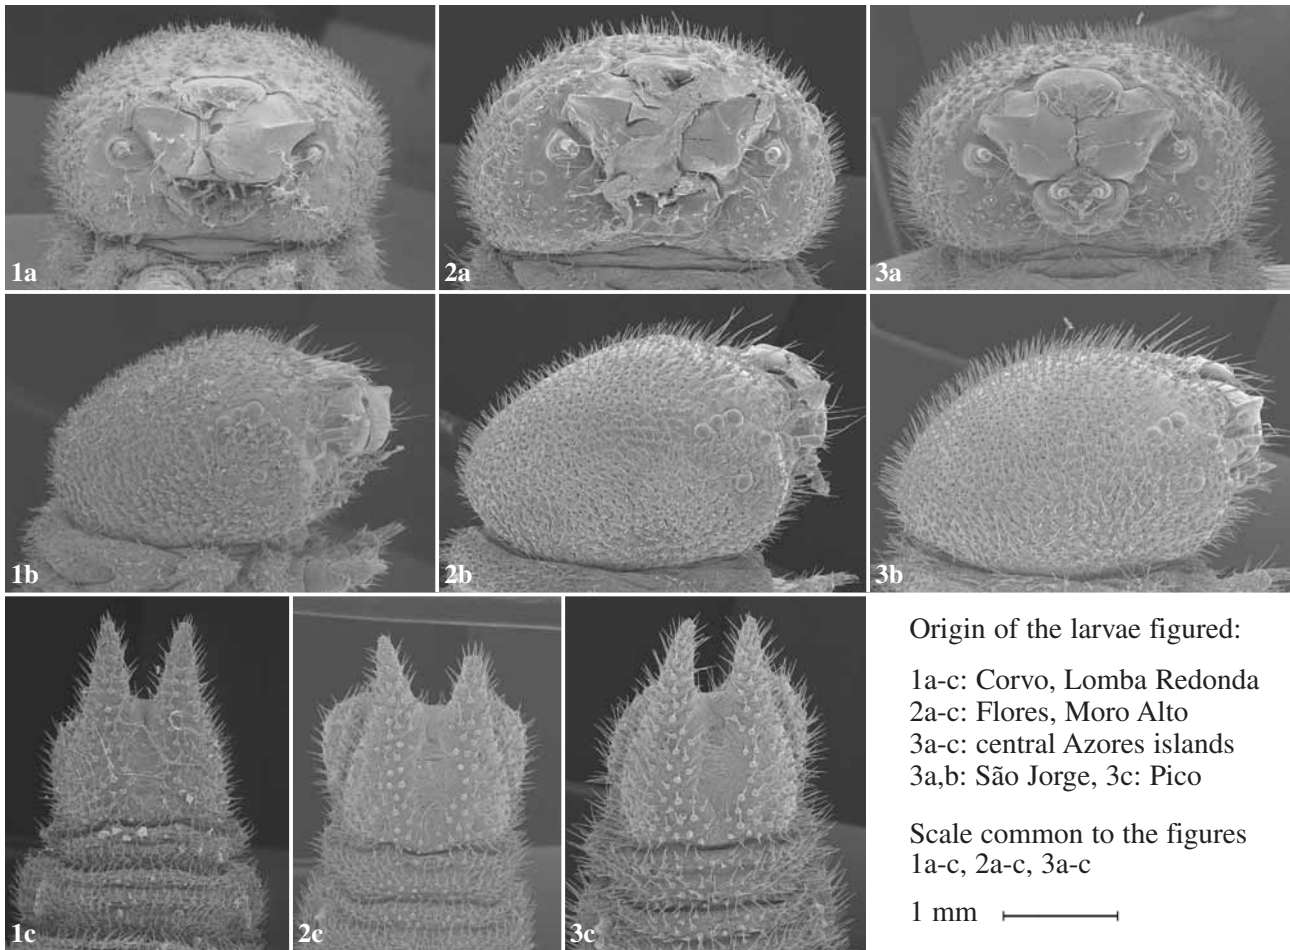 1a
2a
3a
1b
2b
3b
1c
2c
3c
Origin of the larvae figured:
1a-c: Corvo, Lomba Redonda
2a-c: Flores, Moro Alto
3a-c: central Azores islands
3a,b: São Jorge, 3c: Pico
Scale common to the figures
1a-c, 2a-c, 3a-c
1 mm